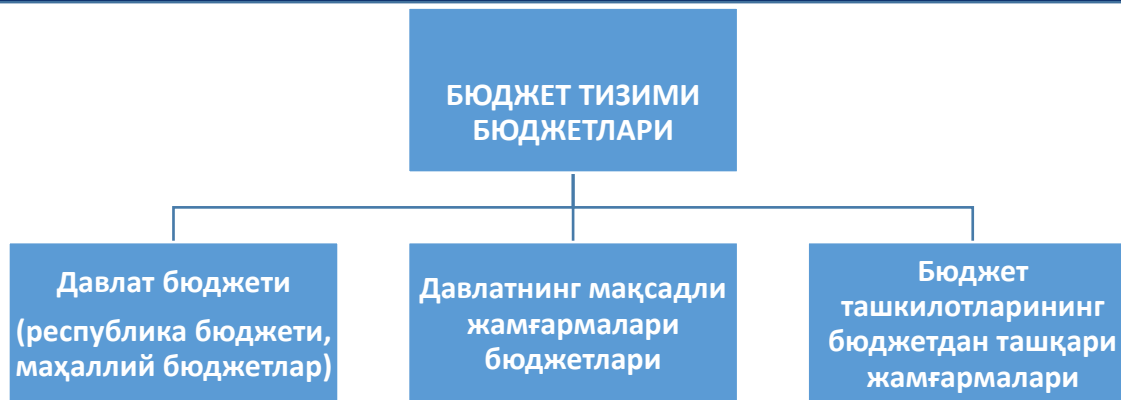 БЮДЖЕТ ТИЗИМИ
БЮДЖЕТЛАРИ
Давлат бюджети
(республика бюджети,
маҳаллий бюджетлар)
Давлатнинг мақсадли
жамғармалари
бюджетлари
Бюджет
ташкилотларининг
бюджетдан ташқари
жамғармалари